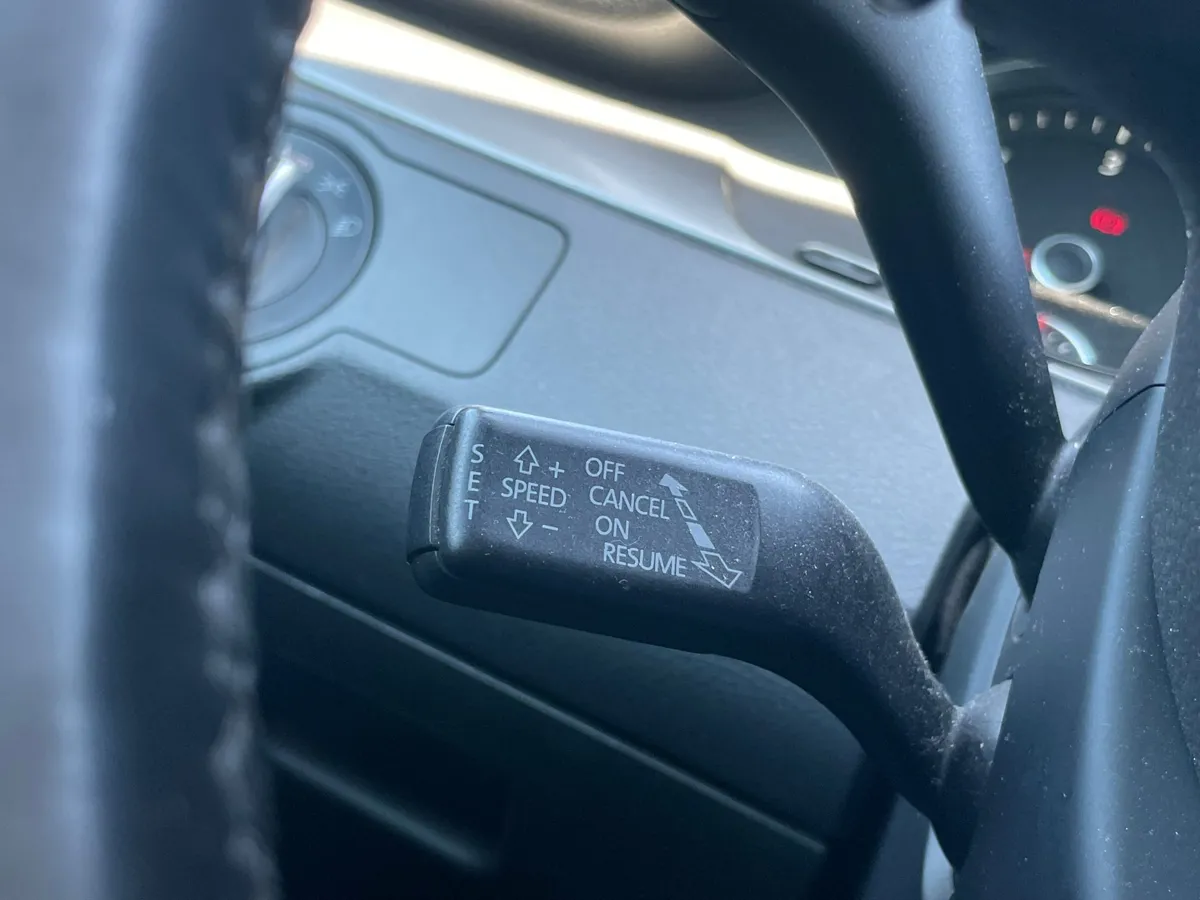 SET
+
SPEED
−
OFF
CANCEL
ON
RESUME